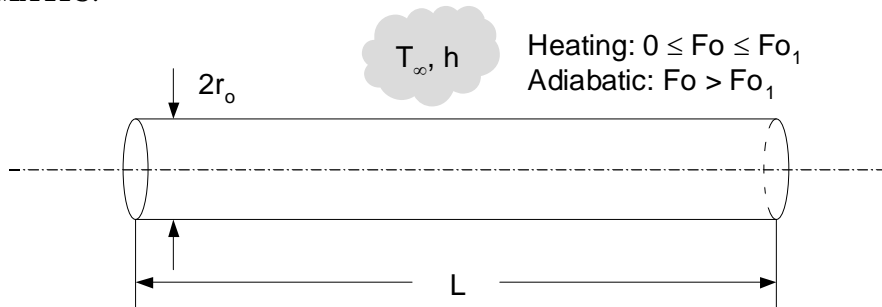 T∞, h
Heating: 0 ≤ Fo ≤ Fo₁
Adiabatic: Fo > Fo₁
2rₒ
L